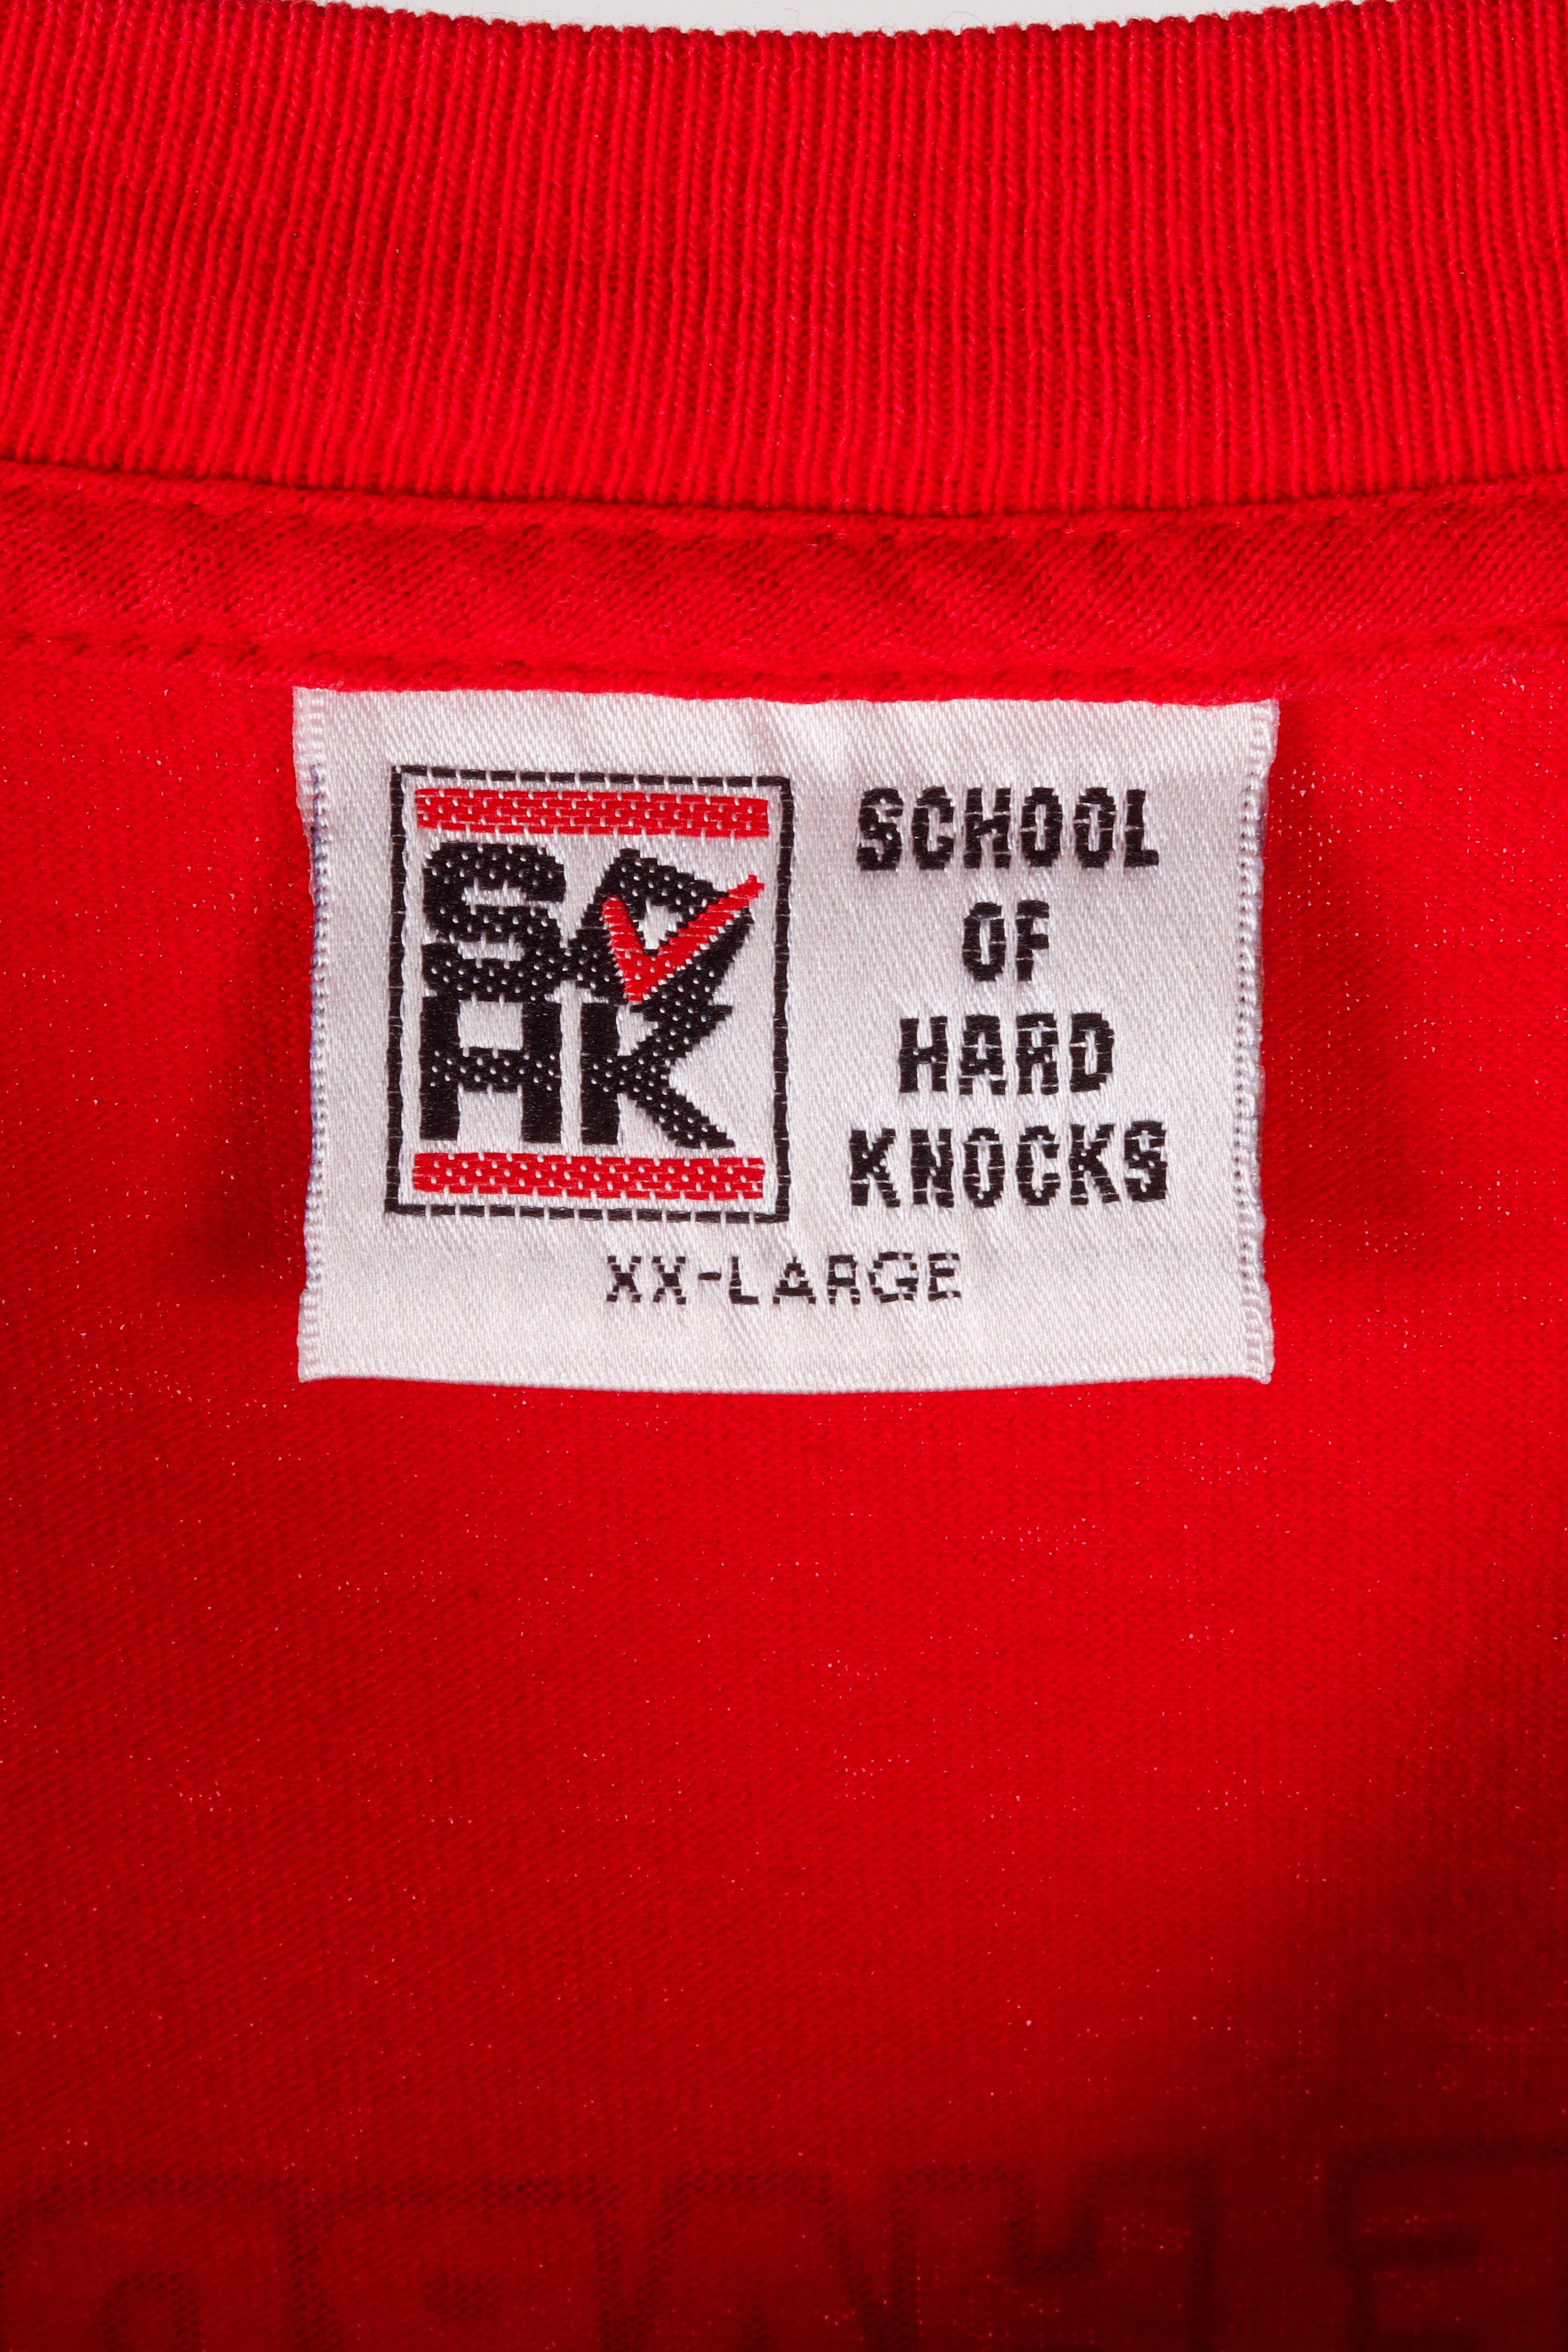 SO
HK
SCHOOL
OF
HARD
KNOCKS
XX-LARGE